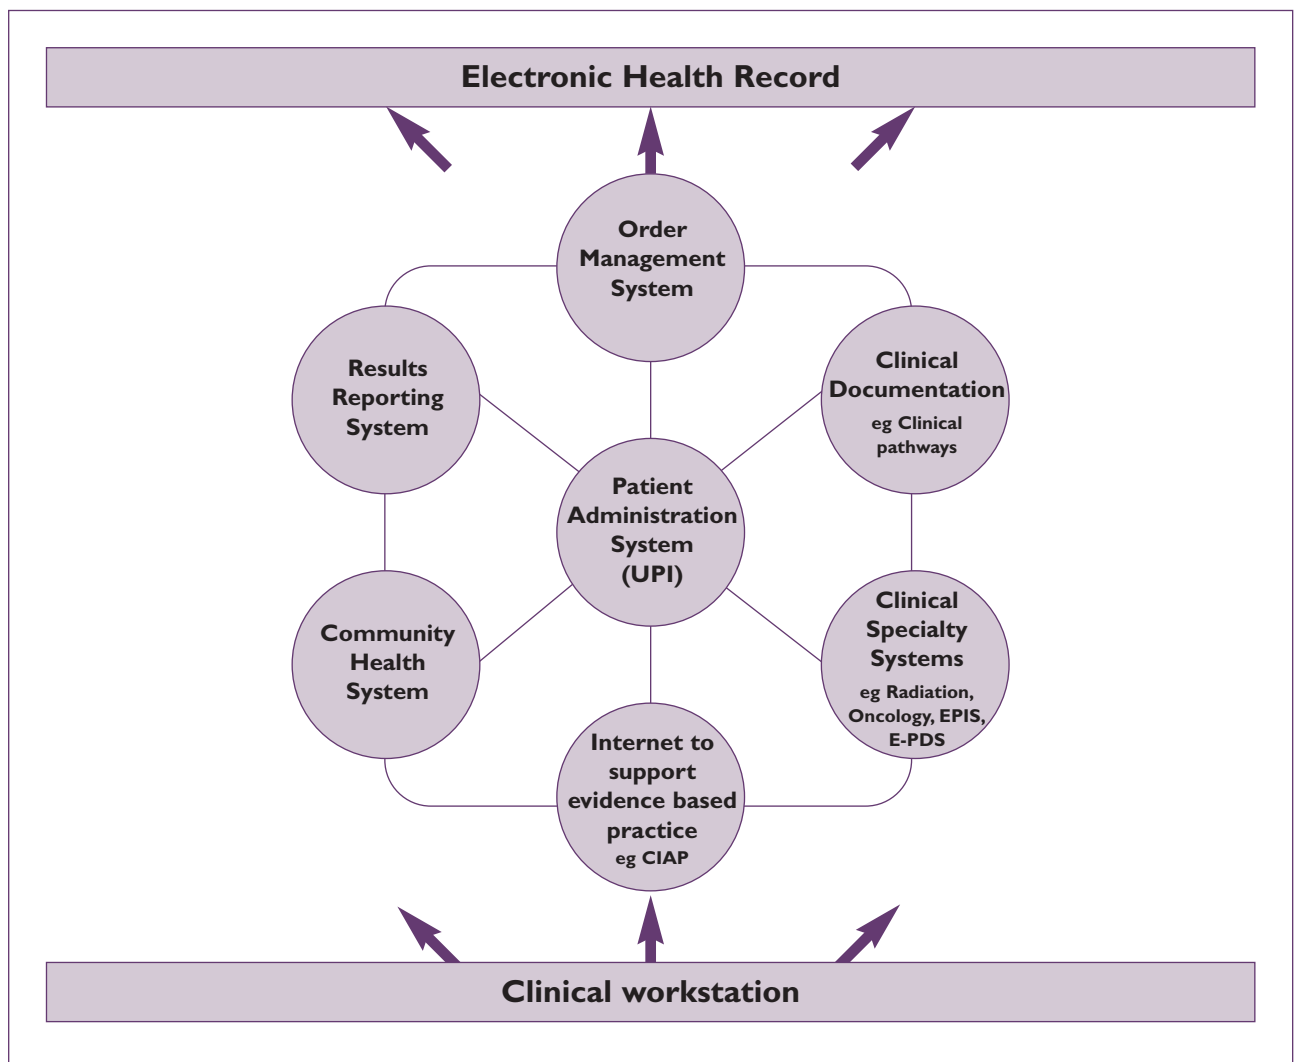 Electronic Health Record
Order
Management
System
Results
Reporting
System
Clinical
Documentation
eg Clinical
pathways
Patient
Administration
System
(UPI)
Community
Health
System
Clinical
Specialty
Systems
eg Radiation,
Oncology, EPIS,
E-PDS
Internet to
support
evidence based
practice
eg CIAP
Clinical workstation